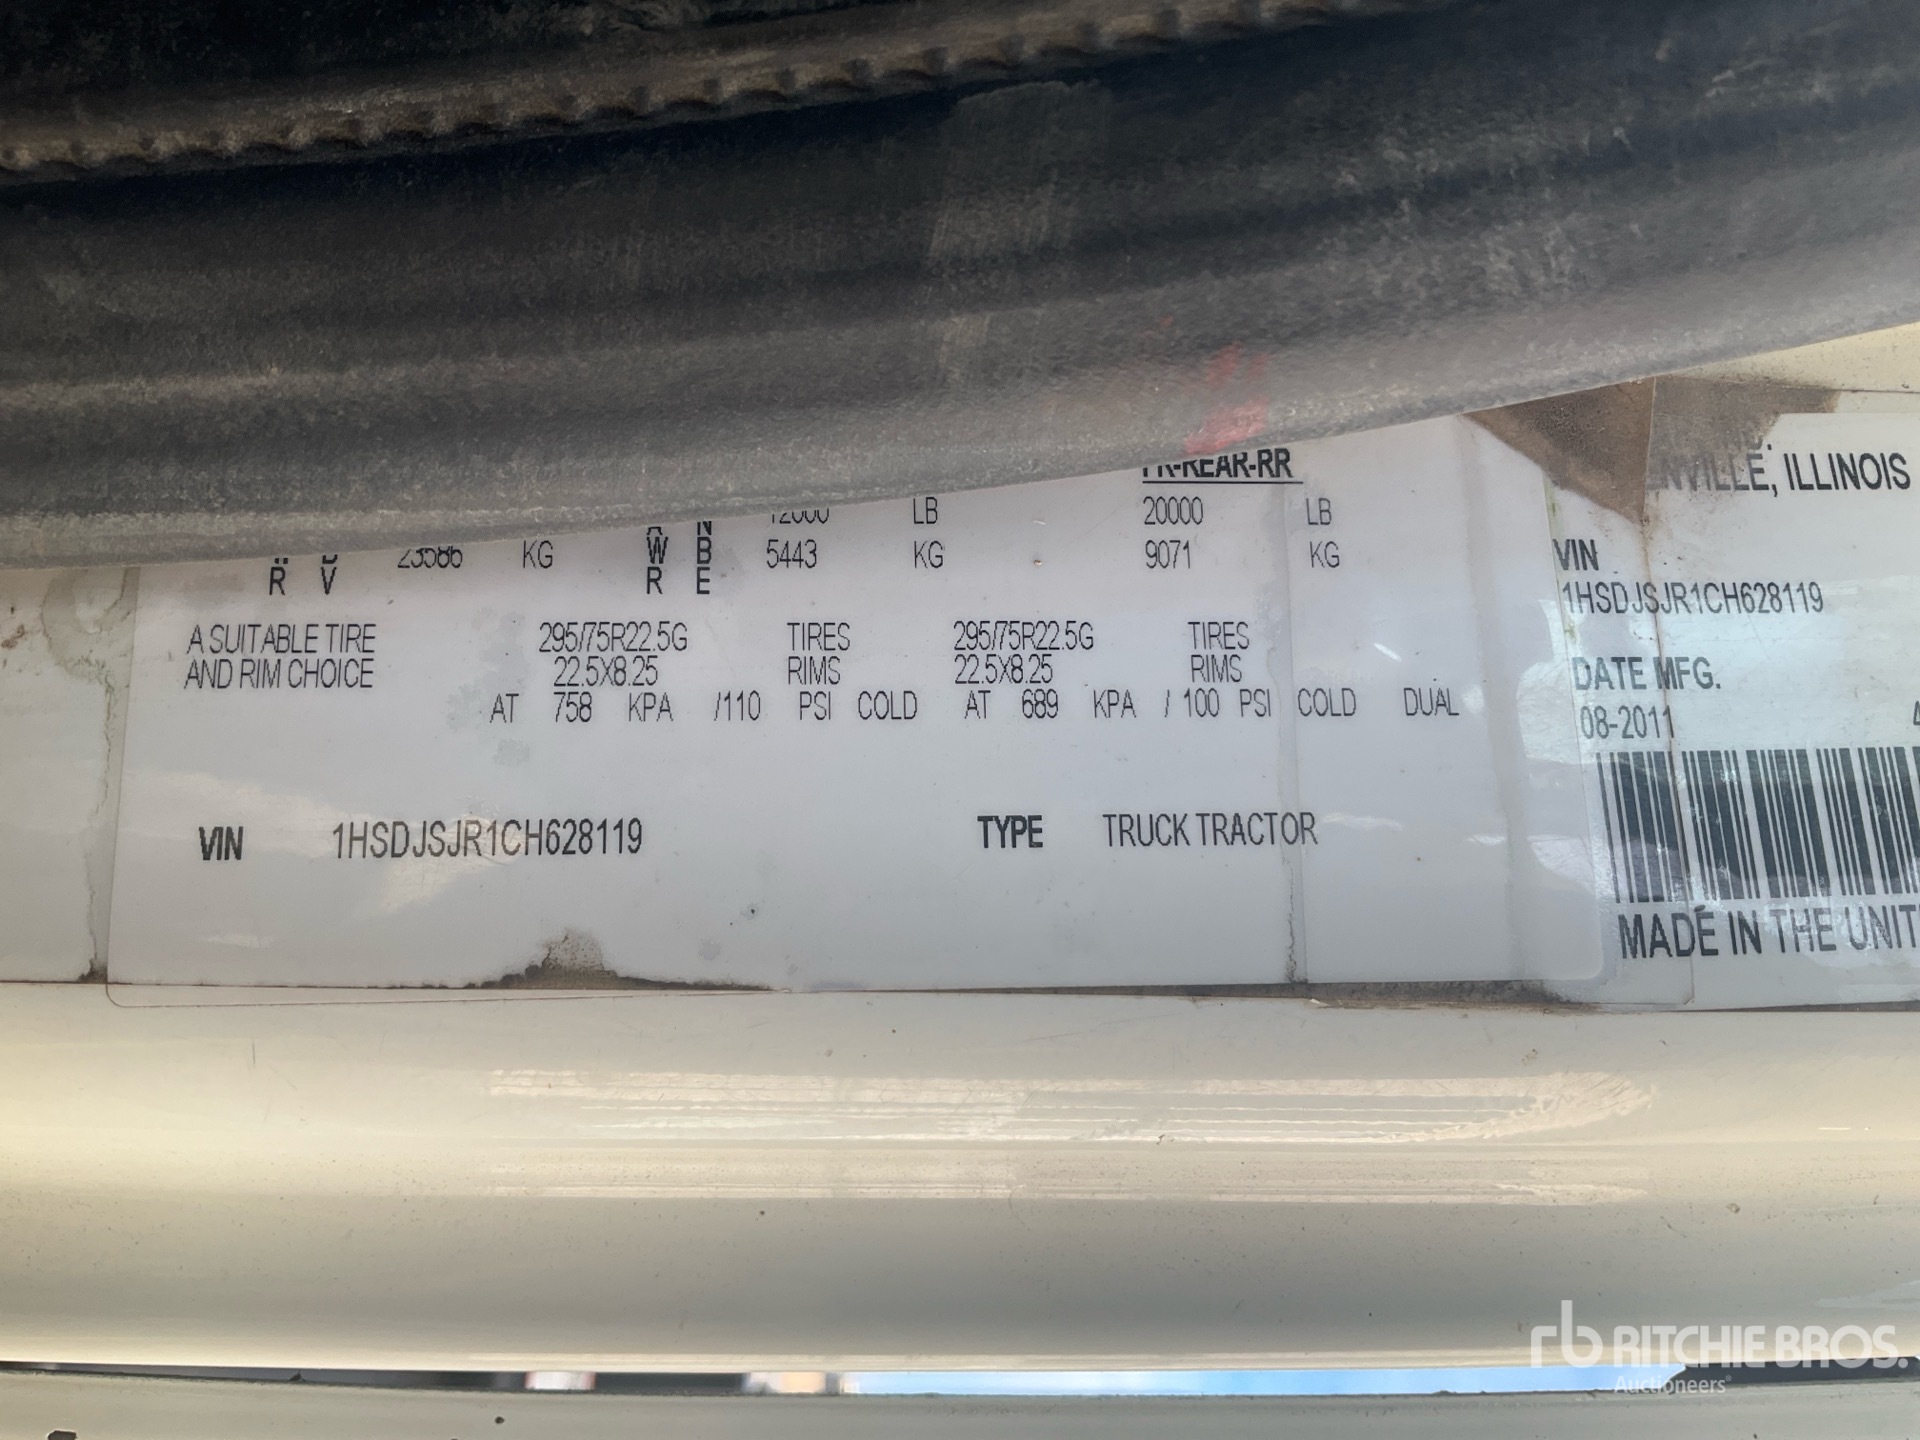 FR-REAR-RR
12000 LB 20000 LB
23586 KG 5443 KG 9071 KG
A N
W B
R V R E
A SUITABLE TIRE 295/75R22.5G TIRES 295/75R22.5G TIRES
AND RIM CHOICE 22.5X8.25 RIMS 22.5X8.25 RIMS
AT 758 KPA /110 PSI COLD AT 689 KPA / 100 PSI COLD DUAL
VIN 1HSDJSJR1CH628119 TYPE TRUCK TRACTOR
ILLINOIS
VIN
1HSDJSJR1CH628119
DATE MFG.
08-2011
MADE IN THE UNIT
rb RITCHIE BROS.
Auctioneers®